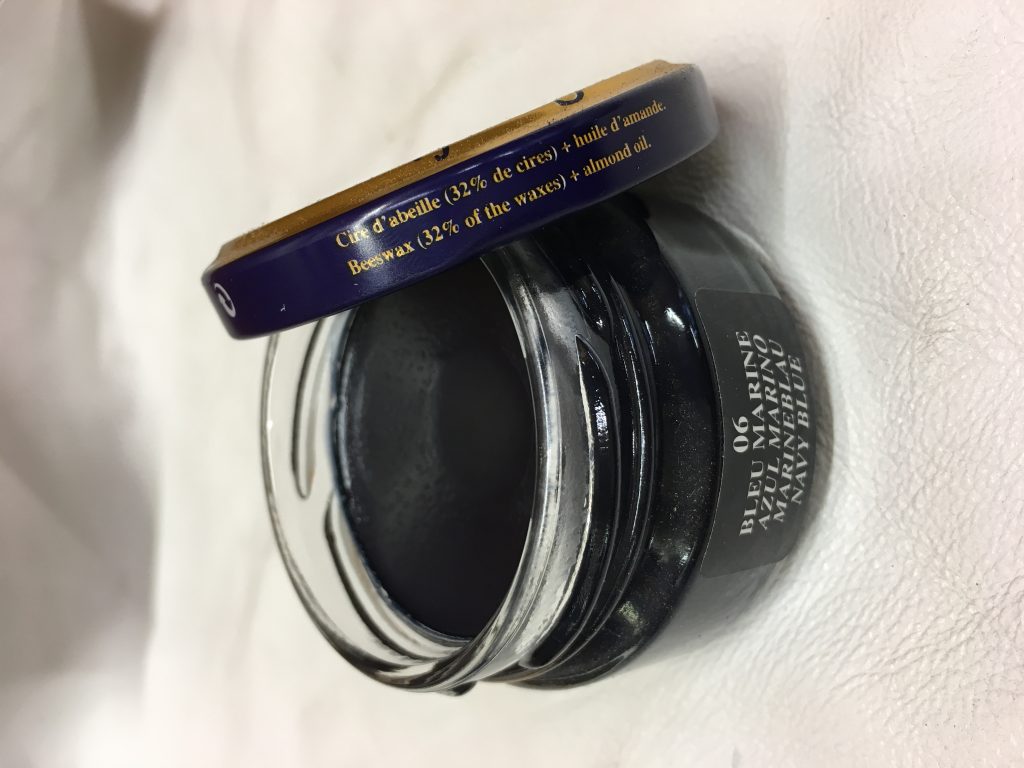 Cire d'abeille (32% de cires) + huile d'amande.
Beeswax (32% of the waxes) + almond oil.
06
BLEU MARINE
AZUL MARINO
MARINEBLAU
NAVY BLUE